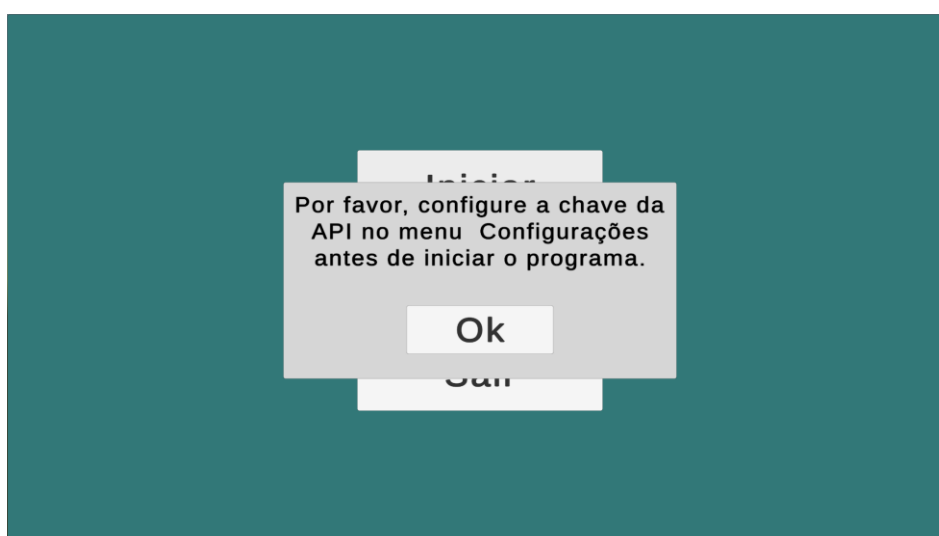 Por favor, configure a chave da
API no menu  Configurações
antes de iniciar o programa.
Ok